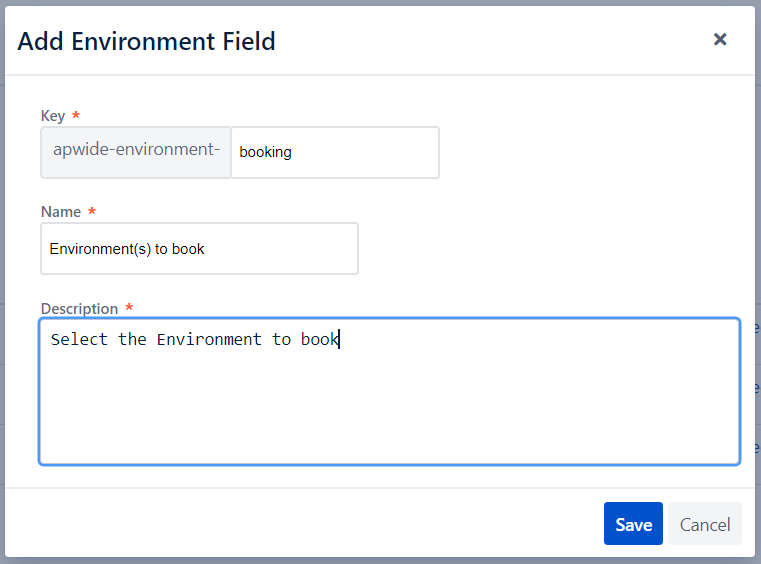 Add Environment Field
×
Key *
apwide-environment- booking
Name *
Environment(s) to book
Description *
Select the Environment to book
Save Cancel